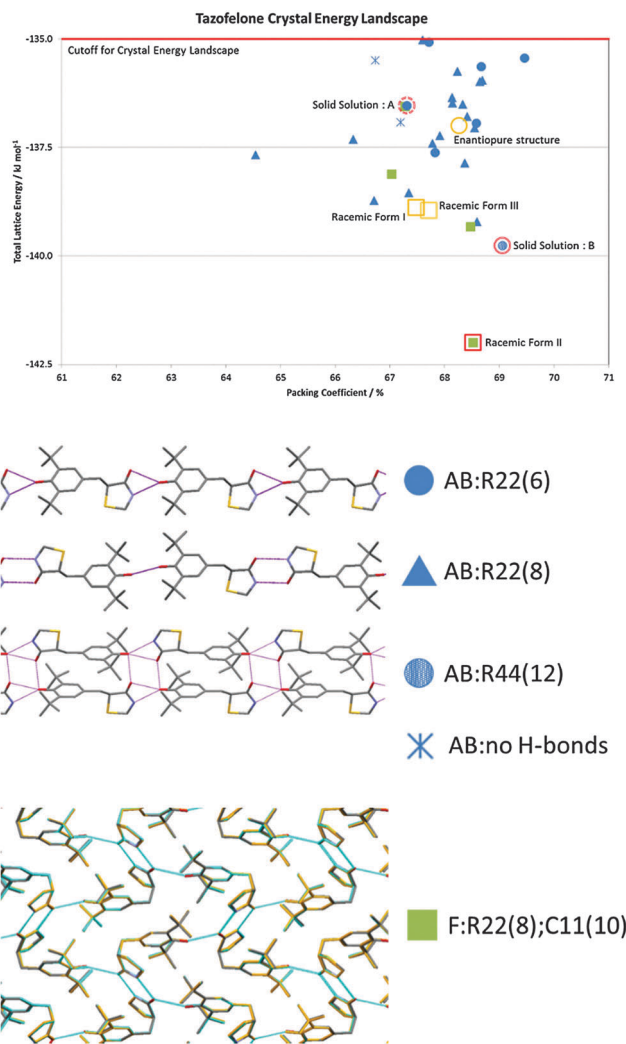 Tazofelone Crystal Energy Landscape
-135.0
Cutoff for Crystal Energy Landscape
Solid Solution : A
Enantiopure structure
-137.5
Total Lattice Energy / kJ mol-1
Racemic Form I
Racemic Form III
-140.0
Solid Solution : B
Racemic Form II
-142.5
61 62 63 64 65 66 67 68 69 70 71
Packing Coefficient / %
AB:R22(6)
AB:R22(8)
AB:R44(12)
AB:no H-bonds
F:R22(8);C11(10)